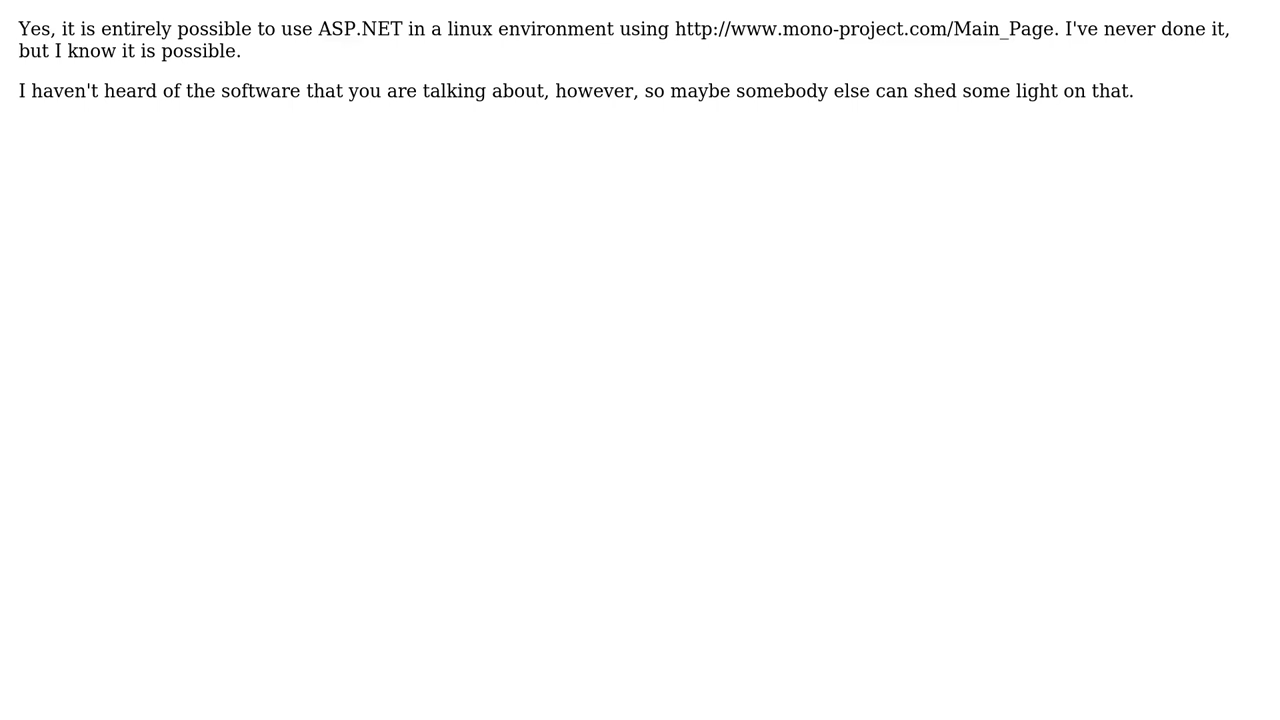 Yes, it is entirely possible to use ASP.NET in a linux environment using http://www.mono-project.com/Main_Page. I've never done it,
but I know it is possible.
I haven't heard of the software that you are talking about, however, so maybe somebody else can shed some light on that.